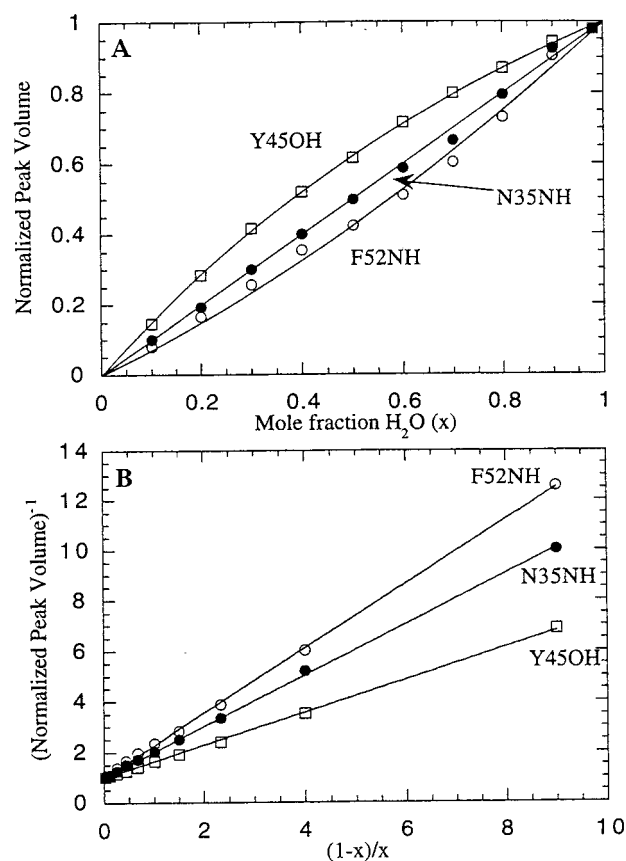 A
1
0.8
0.6
0.4
0.2
0
Normalized Peak Volume
Y45OH
N35NH
F52NH
0
0.2
0.4
0.6
0.8
1
Mole fraction H₂O (x)
B
14
12
10
8
6
4
2
0
(Normalized Peak Volume)⁻¹
F52NH
N35NH
Y45OH
0
2
4
6
8
10
(1-x)/x